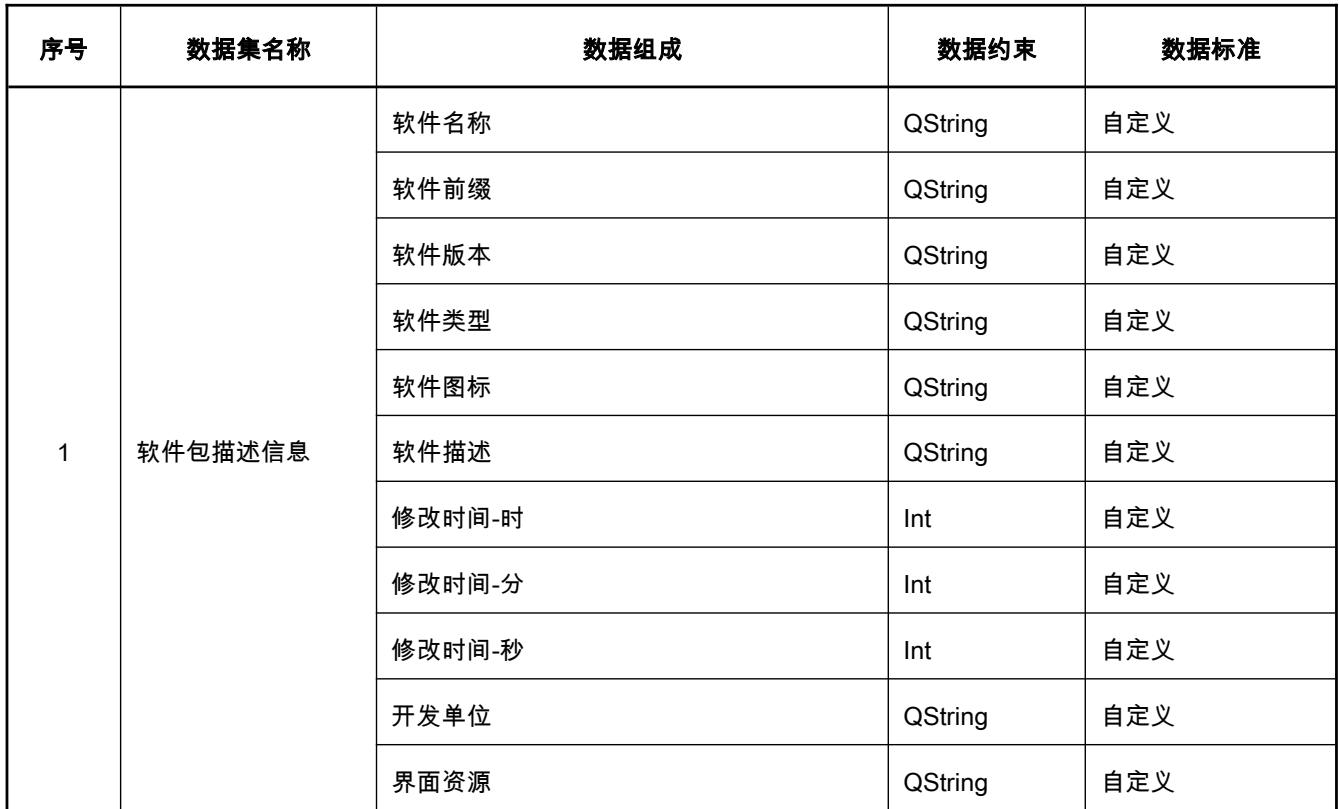 序号 数据集名称 数据组成 数据约束 数据标准
软件名称 QString 自定义
软件前缀 QString 自定义
软件版本 QString 自定义
软件类型 QString 自定义
软件图标 QString 自定义
1 软件包描述信息 软件描述 QString 自定义
修改时间-时 Int 自定义
修改时间-分 Int 自定义
修改时间-秒 Int 自定义
开发单位 QString 自定义
界面资源 QString 自定义